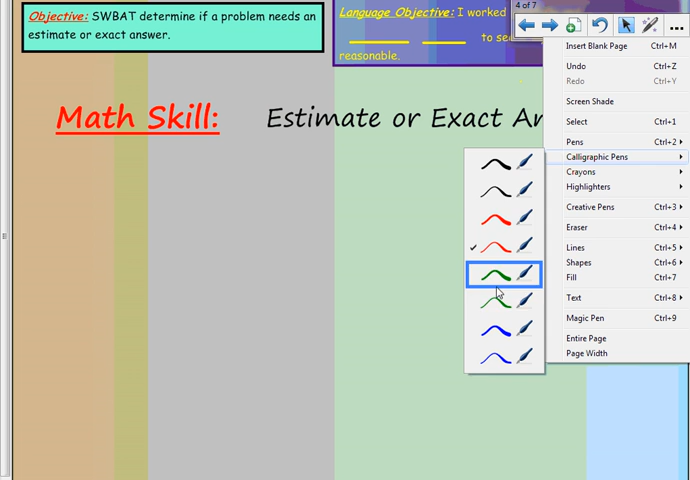 Objective: SWBAT determine if a problem needs an
estimate or exact answer.
Language Objective: I worked
to se
reasonable.
4 of 7
Math Skill: Estimate or Exact An
Insert Blank Page Ctrl+M
Undo Ctrl+Z
Redo Ctrl+Y
Screen Shade
Select Ctrl+1
Pens Ctrl+2
Calligraphic Pens
Crayons
Highlighters
Creative Pens Ctrl+3
Eraser Ctrl+4
Lines Ctrl+5
Shapes Ctrl+6
Fill Ctrl+7
Text Ctrl+8
Magic Pen Ctrl+9
Entire Page
Page Width